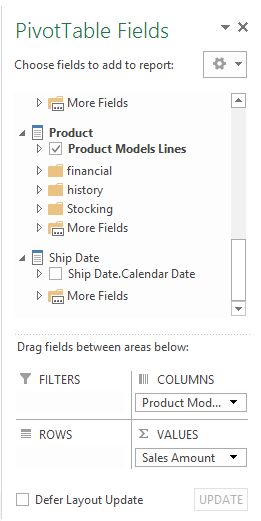 PivotTable Fields
Choose fields to add to report:
More Fields
Product
Product Models Lines
financial
history
Stocking
More Fields
Ship Date
Ship Date.Calendar Date
More Fields
Drag fields between areas below:
FILTERS
COLUMNS
Product Mod...
ROWS
VALUES
Sales Amount
Defer Layout Update
UPDATE